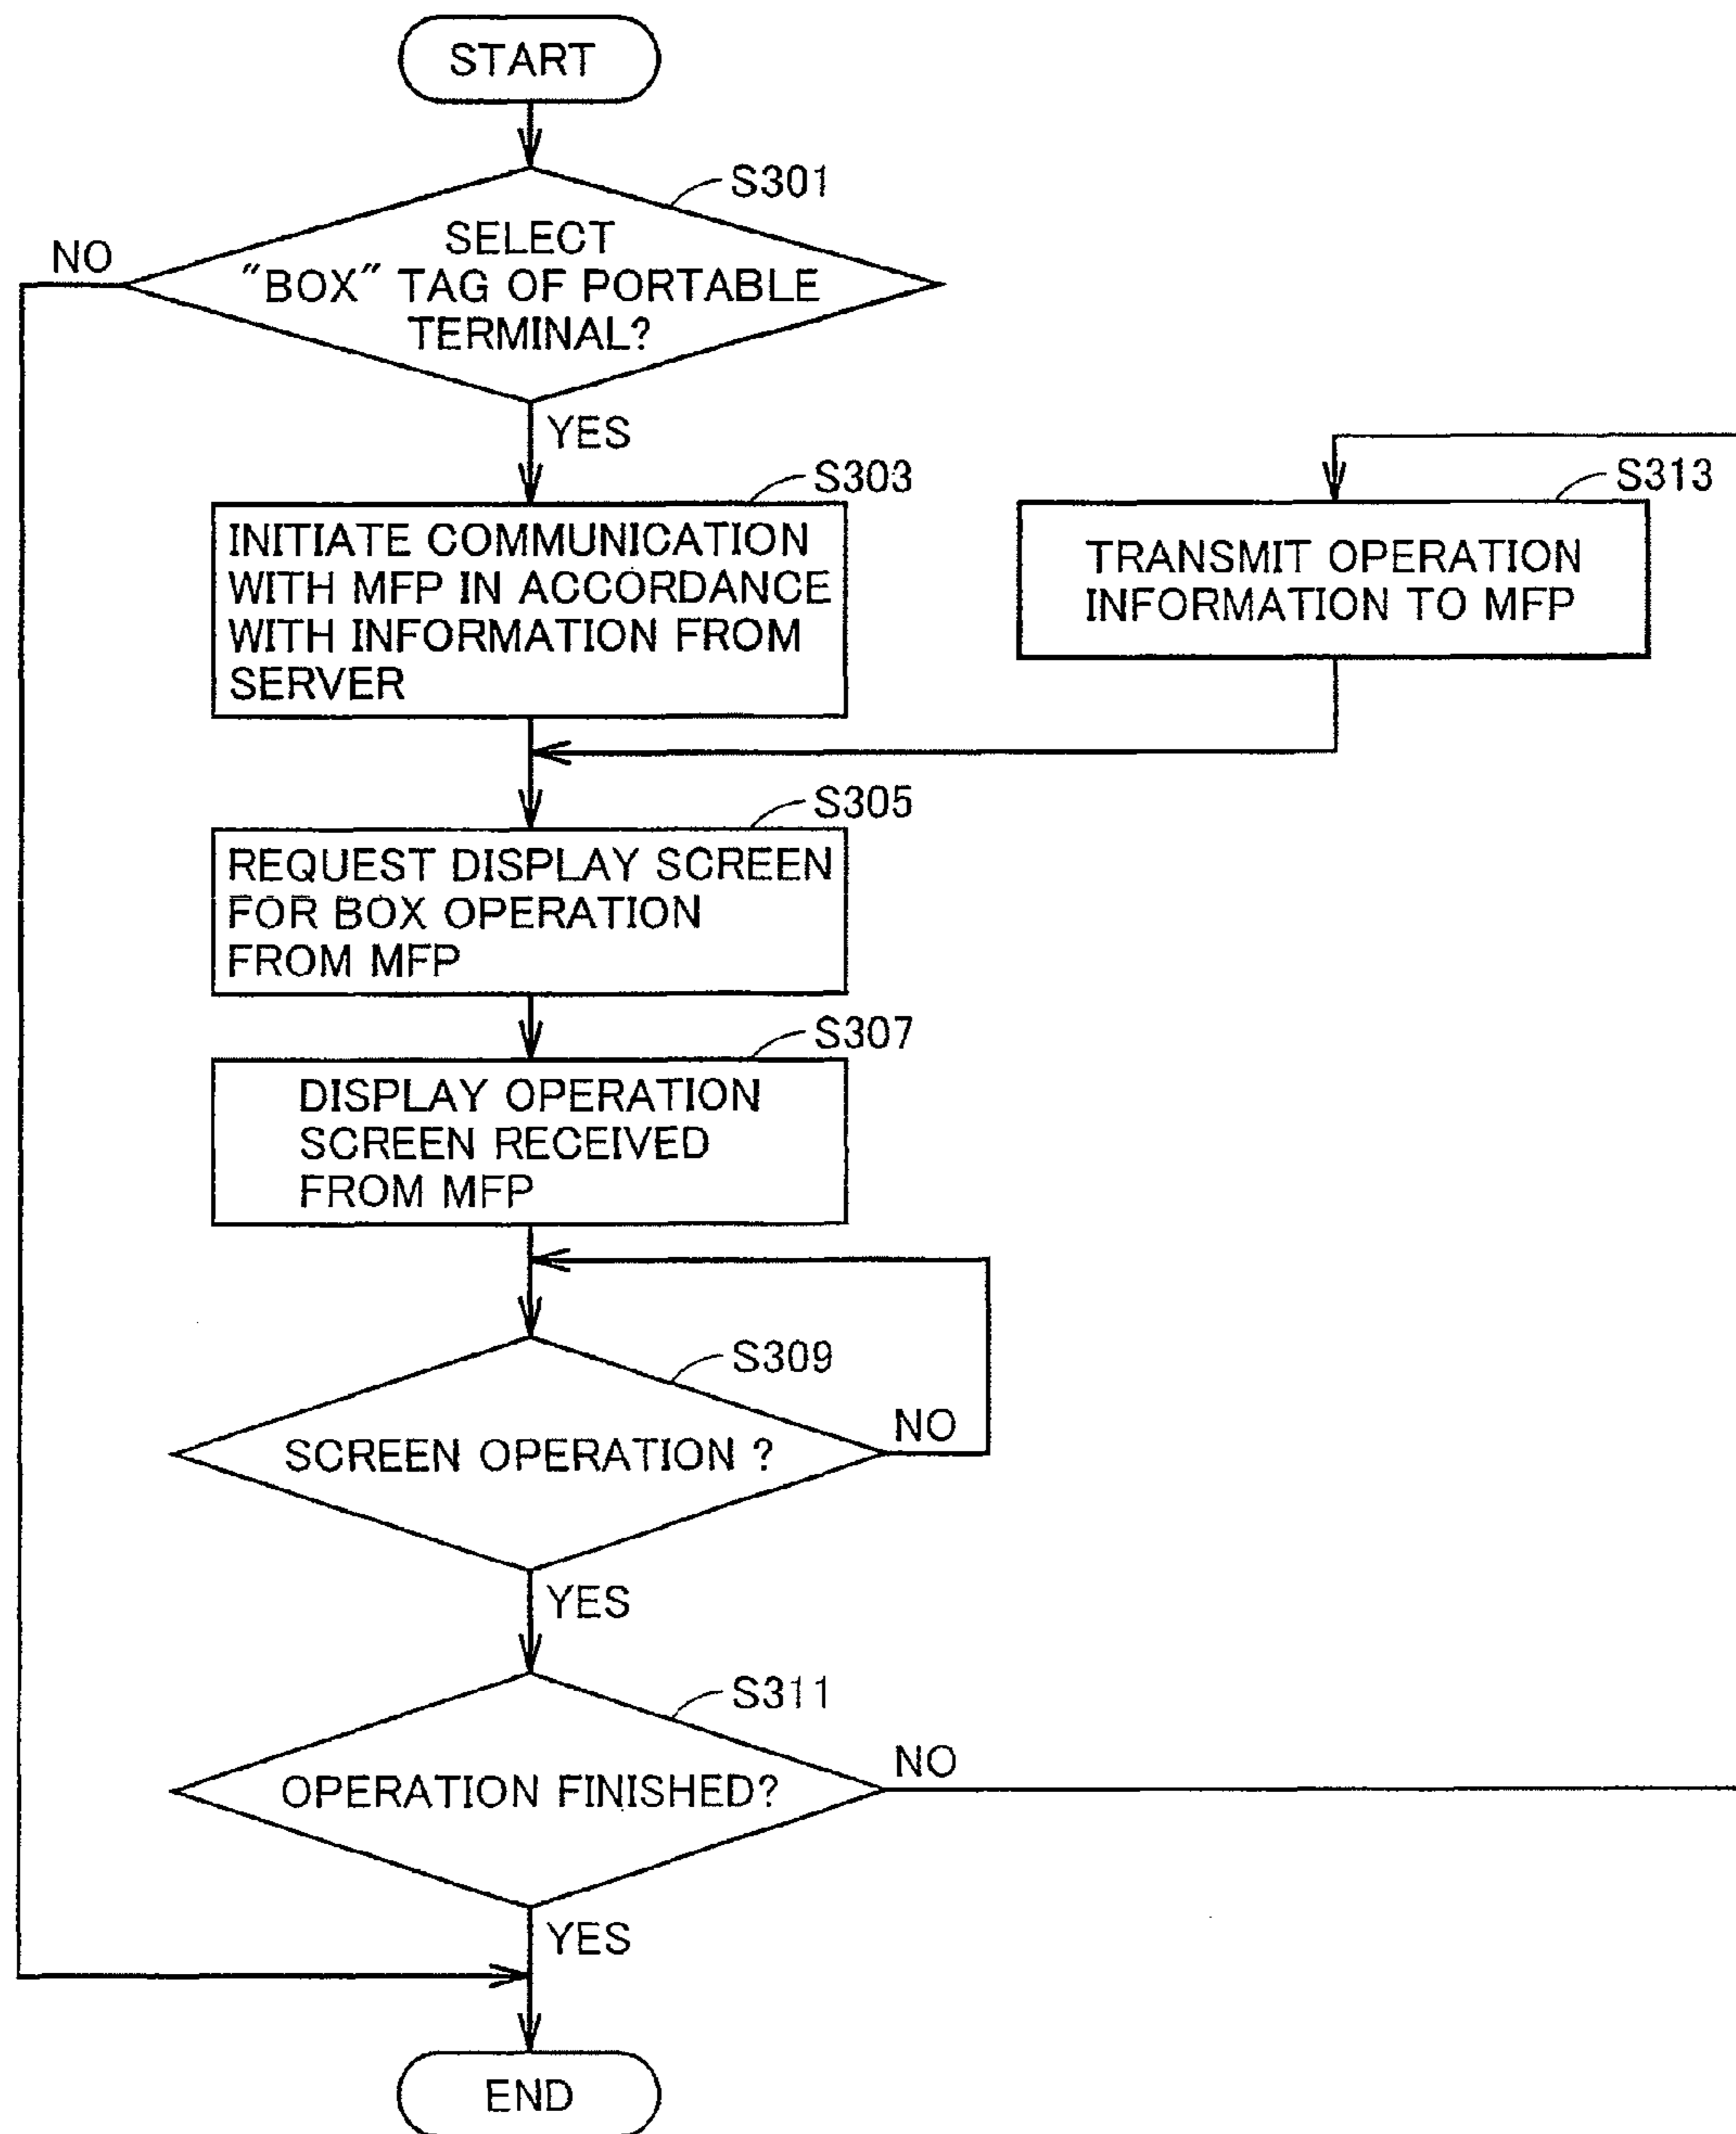 START
S301
SELECT
"BOX" TAG OF PORTABLE
TERMINAL?
NO
YES
S303
INITIATE COMMUNICATION
WITH MFP IN ACCORDANCE
WITH INFORMATION FROM
SERVER
S313
TRANSMIT OPERATION
INFORMATION TO MFP
S305
REQUEST DISPLAY SCREEN
FOR BOX OPERATION
FROM MFP
S307
DISPLAY OPERATION
SCREEN RECEIVED
FROM MFP
S309
SCREEN OPERATION ?
NO
YES
S311
OPERATION FINISHED?
NO
YES
END